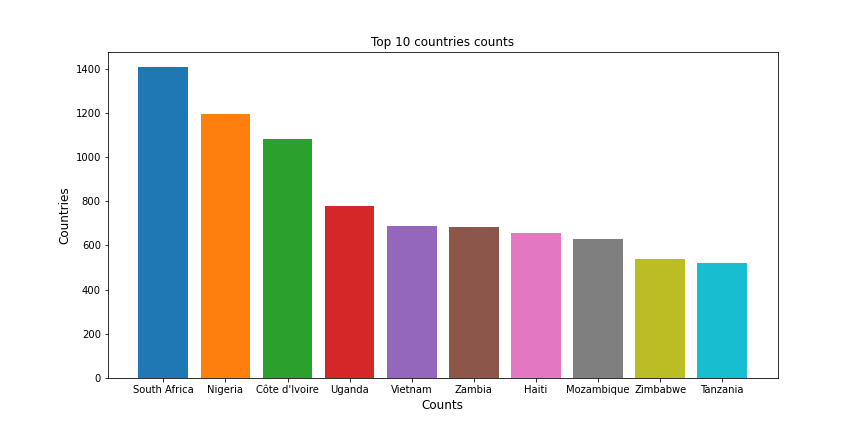 Top 10 countries counts
1400
1200
1000
800
600
400
200
0
Countries
South Africa Nigeria Côte d'Ivoire Uganda Vietnam Zambia Haiti Mozambique Zimbabwe Tanzania
Counts